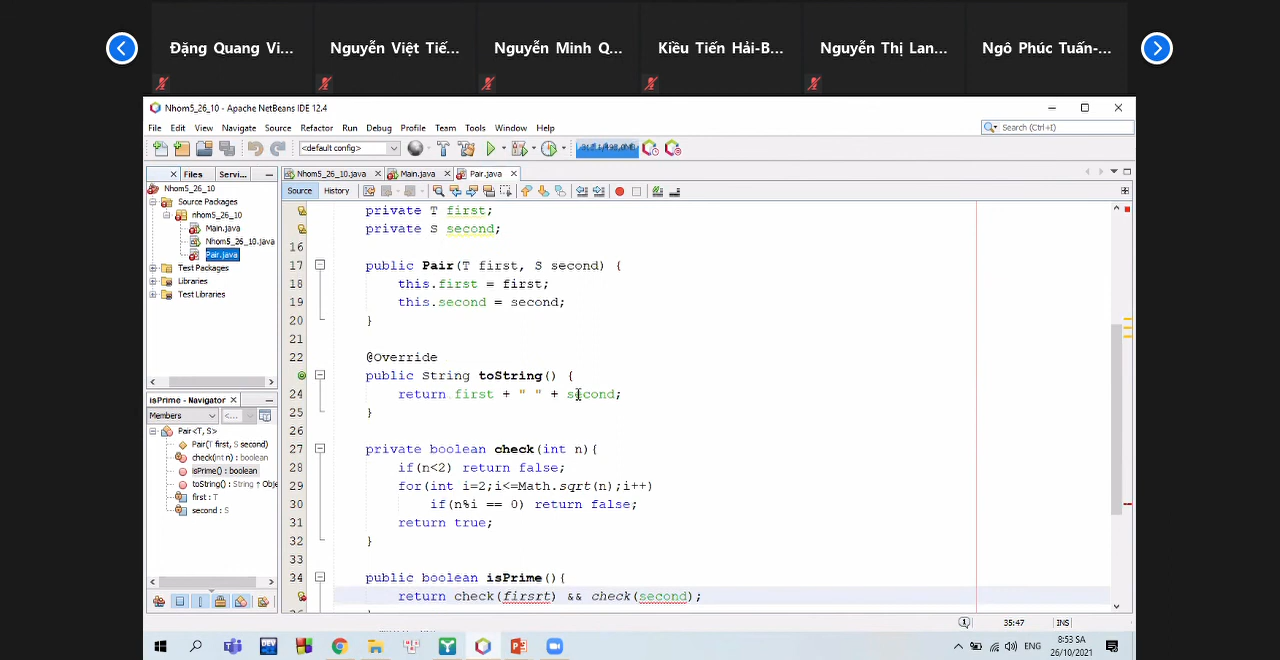 Đặng Quang Vi...
Nguyễn Việt Tiế...
Nguyễn Minh Q...
Kiều Tiến Hải-B...
Nguyễn Thị Lan...
Ngô Phúc Tuấn-...
Nhom5_26_10 - Apache NetBeans IDE 12.4
File Edit View Navigate Source Refactor Run Debug Profile Team Tools Window Help
Search (Ctrl+I)
<default config>
Files Servi...
Nhom5_26_10.java Main.java Pair.java
Source History
Nhom5_26_10
Source Packages
nhom5_26_10
Main.java
Nhom5_26_10.java
Pair.java
Test Packages
Libraries
Test Libraries
isPrime - Navigator
Members
<...
Pair<T, S>
Pair(T first, S second)
check(int n) : boolean
isPrime() : boolean
toString() : String ↑ Obje
first : T
second : S
private T first;
private S second;
16
17 public Pair(T first, S second) {
18 this.first = first;
19 this.second = second;
20 }
21
22 @Override
public String toString() {
24 return first + " " + second;
25 }
26
27 private boolean check(int n){
28 if(n<2) return false;
29 for(int i=2;i<=Math.sqrt(n);i++)
30 if(n%i == 0) return false;
31 return true;
32 }
33
34 public boolean isPrime(){
return check(firsrt) && check(second);
35:47 INS
ENG
8:53 SA
26/10/2021